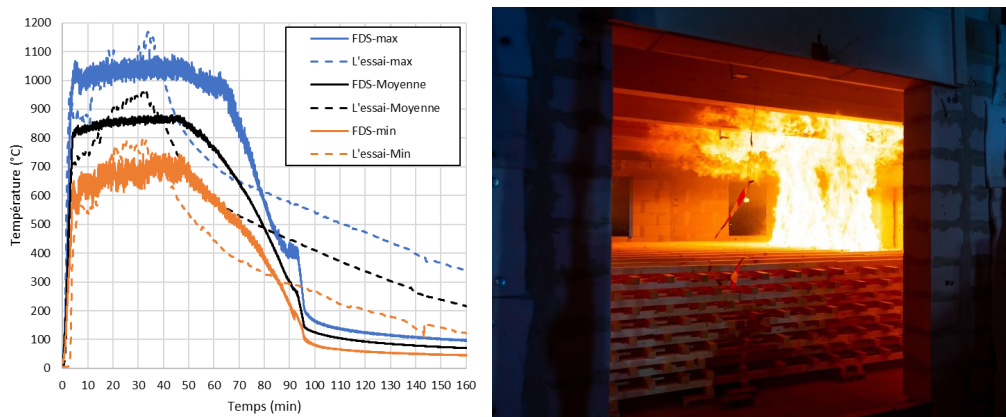 1200
1100
1000
900
800
700
600
500
400
300
200
100
0
Température (°C)
0 10 20 30 40 50 60 70 80 90 100 110 120 130 140 150 160
Temps (min)
FDS-max
L'essai-max
FDS-Moyenne
L'essai-Moyenne
FDS-min
L'essai-Min